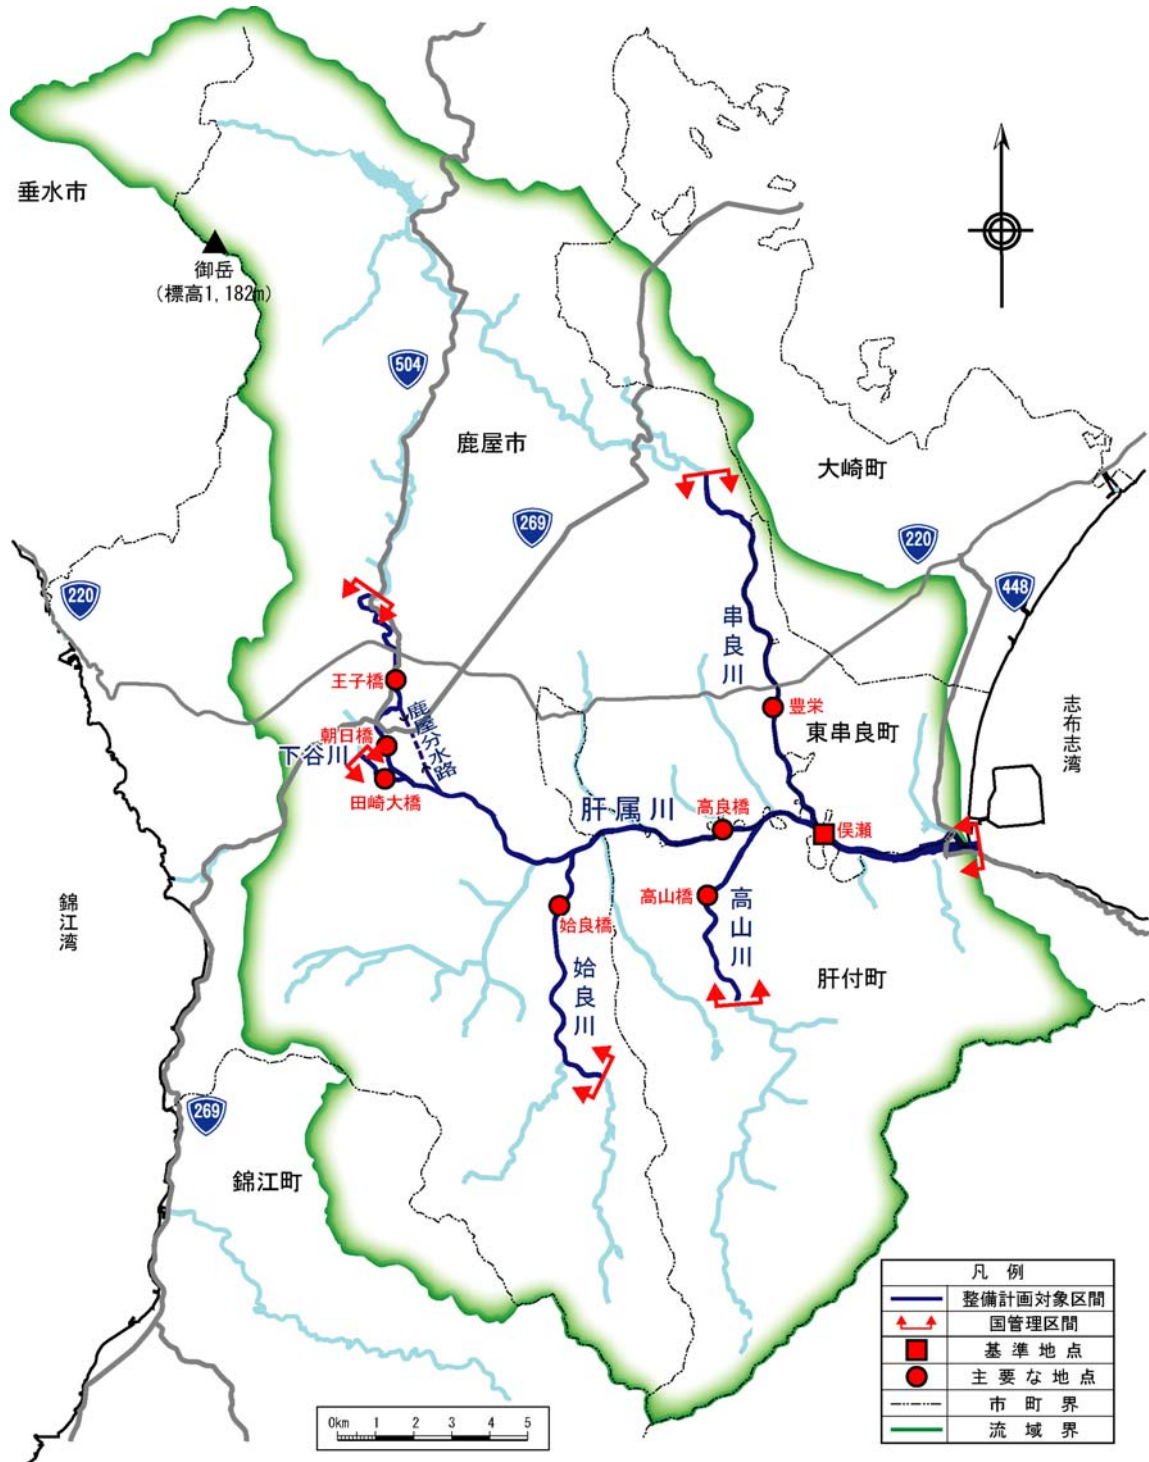 垂水市
御岳
(標高1,182m)
504
鹿屋市
大崎町
269
220
220
448
串良川
王子橋
鹿屋分水路
豊栄
志布志湾
朝日橋
下谷川
東串良町
田崎大橋
肝属川
高良橋
俣瀬
高山橋
高山川
姶良橋
錦江湾
姶良川
肝付町
269
錦江町
凡例
整備計画対象区間
国管理区間
基準地点
主要な地点
市町界
流域界
0km 1 2 3 4 5